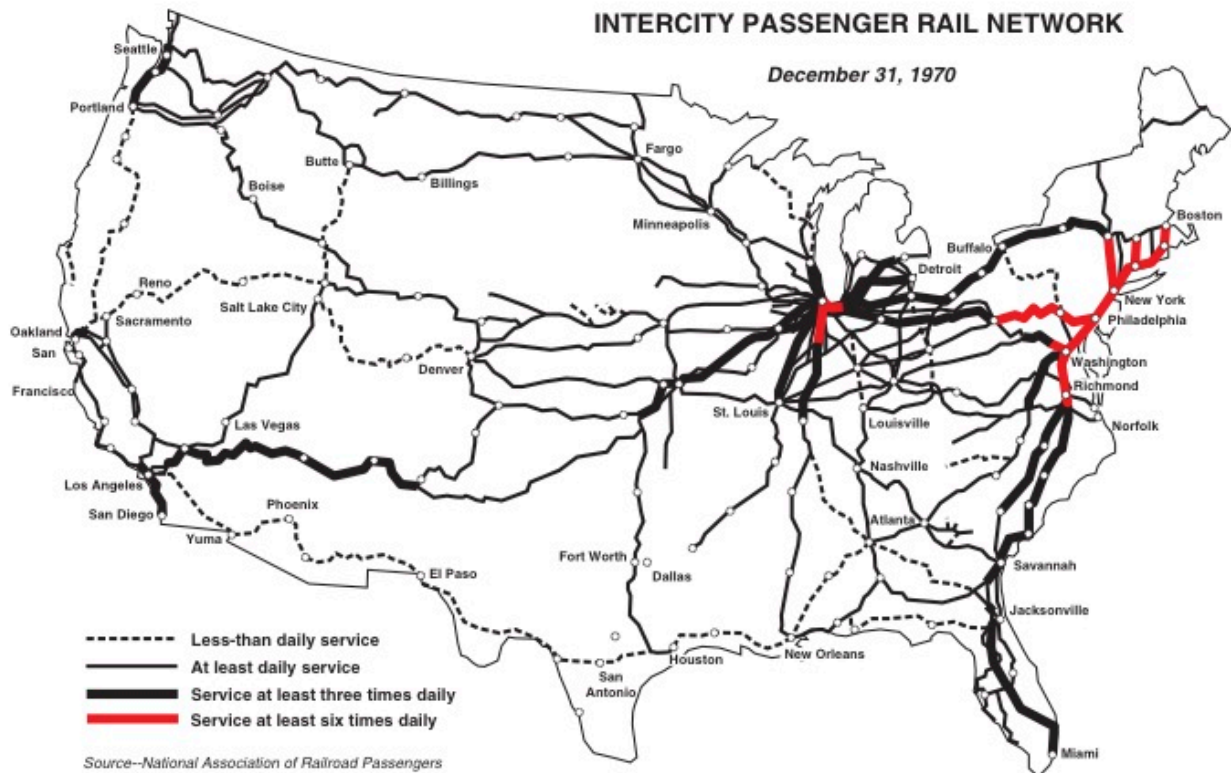 INTERCITY PASSENGER RAIL NETWORK
December 31, 1970
Seattle
Portland
Butte
Billings
Fargo
Boise
Minneapolis
Boston
Buffalo
Detroit
Reno
New York
Salt Lake City
Philadelphia
Oakland
Sacramento
San
Washington
Denver
Francisco
Richmond
St. Louis
Louisville
Norfolk
Las Vegas
Nashville
Los Angeles
Phoenix
San Diego
Atlanta
Yuma
Fort Worth
Savannah
El Paso
Dallas
Jacksonville
Less-than daily service
New Orleans
Houston
At least daily service
San
Antonio
Service at least three times daily
Service at least six times daily
Miami
Source--National Association of Railroad Passengers